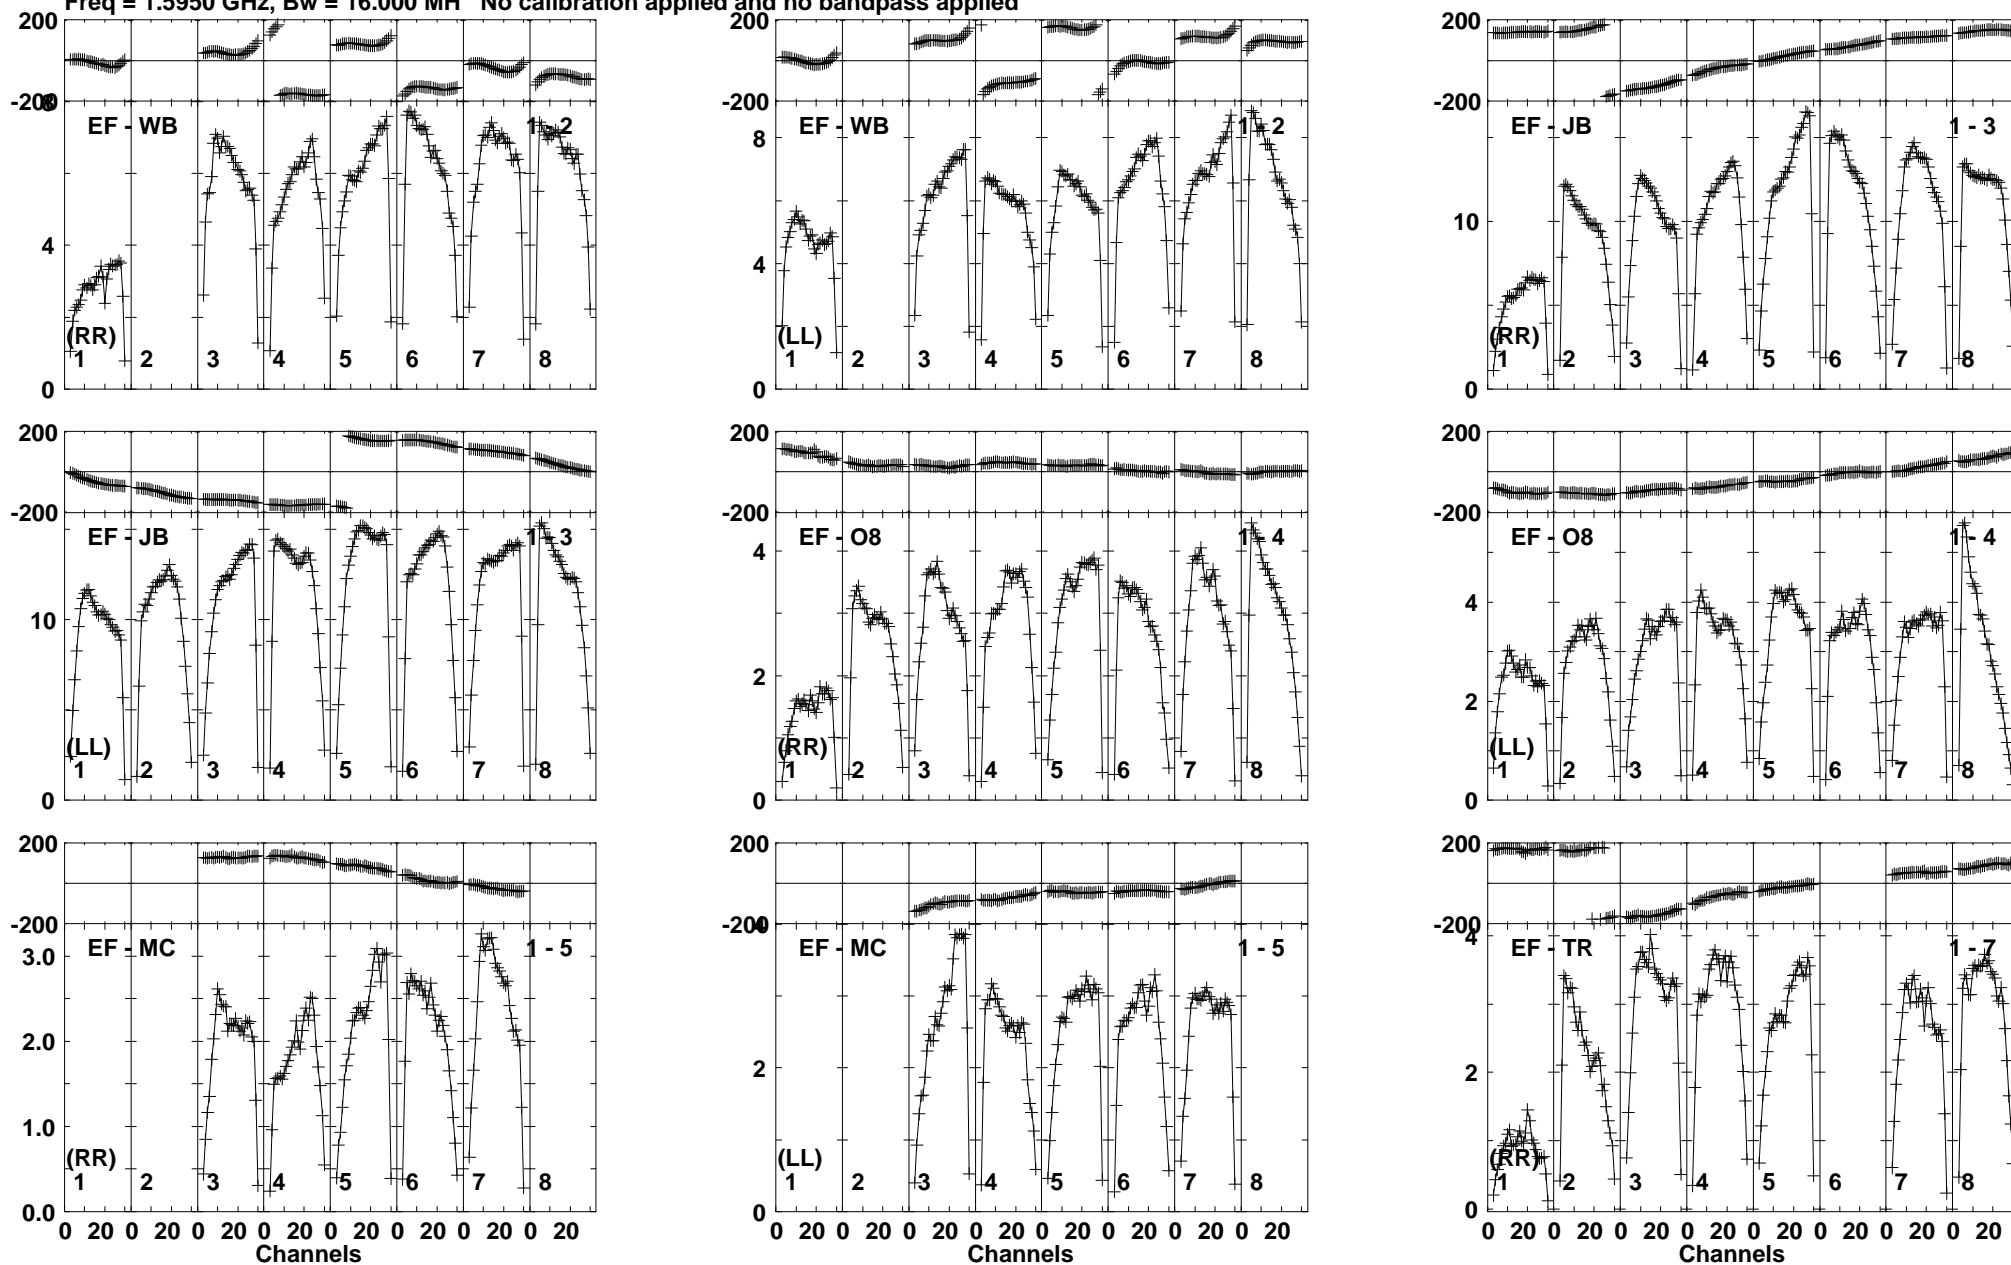 Freq = 1.5950 GHz, Bw = 16.000 MH No calibration applied and no bandpass applied
200 200 200
-200 -200 -200
8
EF - WB 1 - 2 EF - WB 1 - 2 EF - JB 1 - 3
8
10
4 4
(RR) (LL) (RR)
1 2 3 4 5 6 7 8 1 2 3 4 5 6 7 8 1 2 3 4 5 6 7 8
0 0 0
200 200 200
-200 -200 -200
EF - JB 1 - 3 EF - O8 1 - 4 EF - O8 1 - 4
4
10 4
2 2
(LL) (RR) (LL)
1 2 3 4 5 6 7 8 1 2 3 4 5 6 7 8 1 2 3 4 5 6 7 8
0 0 0
200 200 200
-200 -200 -200
4 4
EF - MC 1 - 5 EF - MC 1 - 5 EF - TR 1 - 7
3.0
2.0
2 2
1.0
(RR) (LL) (RR)
1 2 3 4 5 6 7 8 1 2 3 4 5 6 7 8 1 2 3 4 5 6 7 8
0.0 0 0
0 20 0 20 0 20 0 20 0 20 0 20 0 20 0 20 0 20 0 20 0 20 0 20 0 20 0 20 0 20 0 20 0 20 0 20 0 20 0 20 0 20 0 20 0 20 0 20
Channels Channels Channels